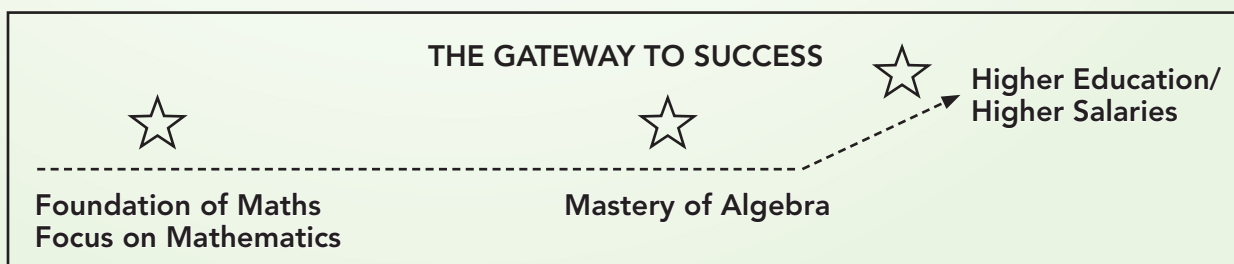 THE GATEWAY TO SUCCESS
Higher Education/
Higher Salaries
Foundation of Maths
Focus on Mathematics
Mastery of Algebra